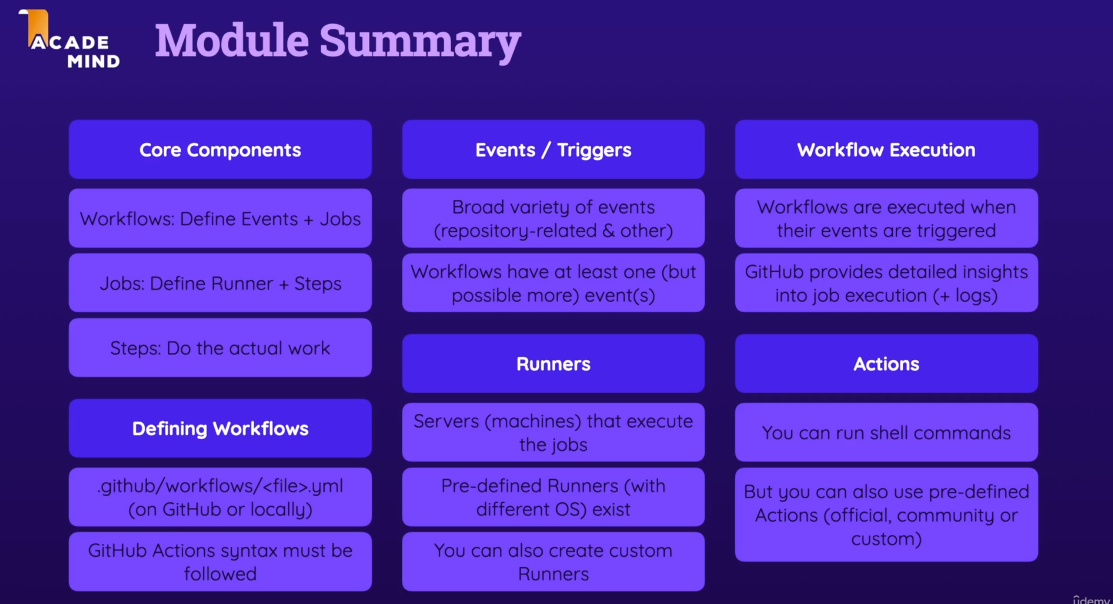 ACADE
MIND
Module Summary
Core Components
Workflows: Define Events + Jobs
Jobs: Define Runner + Steps
Steps: Do the actual work
Defining Workflows
.github/workflows/<file>.yml
(on GitHub or locally)
GitHub Actions syntax must be
followed
Events / Triggers
Broad variety of events
(repository-related & other)
Workflows have at least one (but
possible more) event(s)
Runners
Servers (machines) that execute
the jobs
Pre-defined Runners (with
different OS) exist
You can also create custom
Runners
Workflow Execution
Workflows are executed when
their events are triggered
GitHub provides detailed insights
into job execution (+ logs)
Actions
You can run shell commands
But you can also use pre-defined
Actions (official, community or
custom)
ûdemy